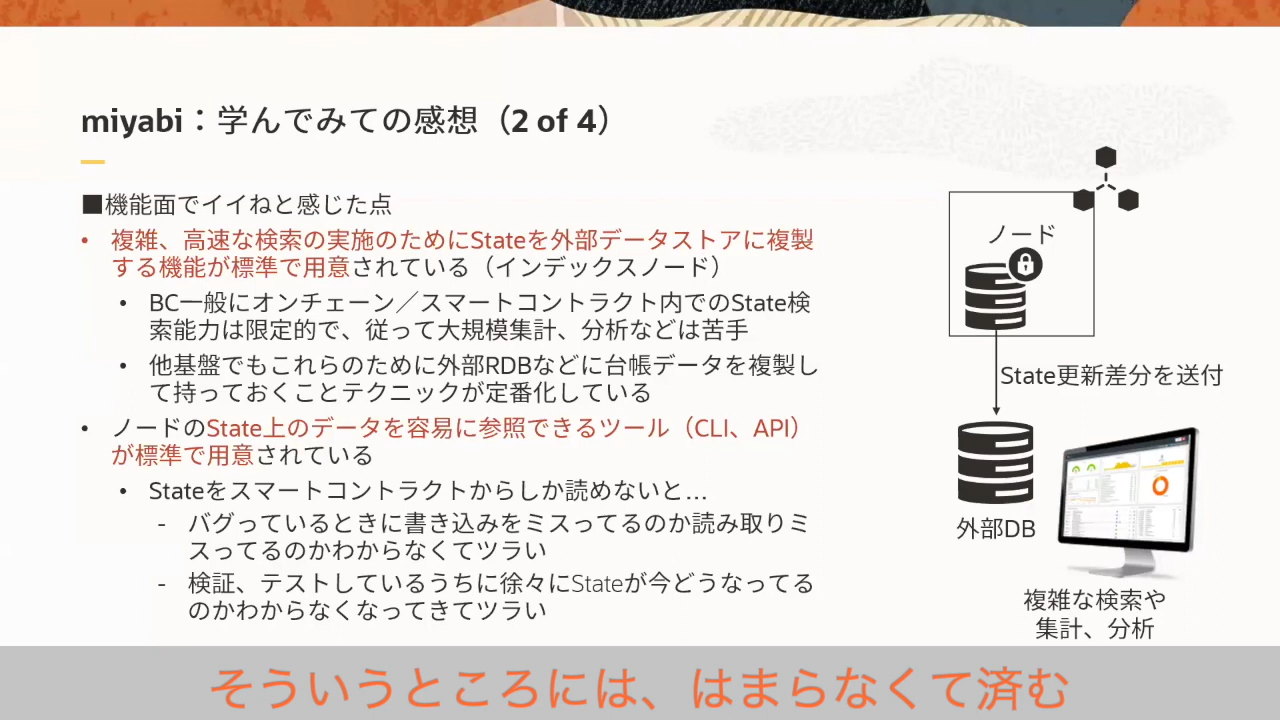 miyabi：学んでみての感想（2 of 4）
■機能面でイイねと感じた点
• 複雑、高速な検索の実施のためにStateを外部データストアに複製
する機能が標準で用意されている（インデックスノード）
• BC一般にオンチェーン／スマートコントラクト内でのState検
索能力は限定的で、従って大規模集計、分析などは苦手
• 他基盤でもこれらのために外部RDBなどに台帳データを複製し
て持っておくことテクニックが定番化している
• ノードのState上のデータを容易に参照できるツール（CLI、API）
が標準で用意されている
• Stateをスマートコントラクトからしか読めないと…
- バグっているときに書き込みをミスってるのか読み取りミ
スってるのかわからなくてツラい
- 検証、テストしているうちに徐々にStateが今どうなってる
のかわからなくなってきてツラい
ノード
State更新差分を送付
外部DB
複雑な検索や
集計、分析
そういうところには、はまらなくて済む